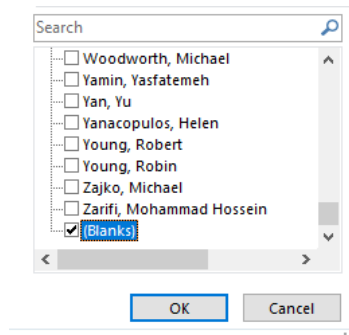 Search
Woodworth, Michael
Yamin, Yasfatemeh
Yan, Yu
Yanacopulos, Helen
Young, Robert
Young, Robin
Zajko, Michael
Zarifi, Mohammad Hossein
(Blanks)
OK Cancel